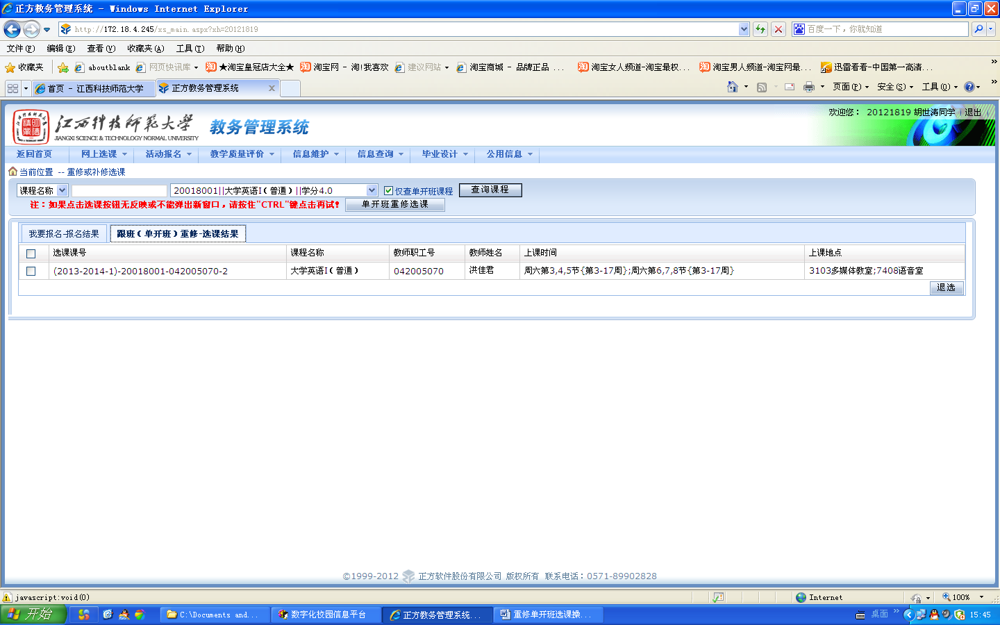 正方教务管理系统 - Windows Internet Explorer
http://172.18.4.245/xs_main.aspx?xh=20121819
百度一下，你就知道
文件(F) 编辑(E) 查看(V) 收藏夹(A) 工具(T) 帮助(H)
收藏夹 aboutblank 网页快讯库 ★淘宝皇冠店大全★ 淘宝网 - 淘!我喜欢 建议网站 淘宝商城 - 品牌正品 ... 淘宝女人频道-淘宝最权... 淘宝男人频道-淘宝网最... 迅雷看看-中国第一高清... »
首页 - 江西科技师范大学 正方教务管理系统 页面(P) 安全(S) 工具(O) »
江西科技师范大学 教务管理系统
JIANGXI SCIENCE & TECHNOLOGY NORMAL UNIVERSITY
欢迎您： 20121819 胡世涛同学 退出
返回首页 网上选课 活动报名 教学质量评价 信息维护 信息查询 毕业设计 公用信息
当前位置 -- 重修或补修选课
课程名称 20018001||大学英语I（普通）||学分4.0 仅查单开班课程 查询课程
注：如果点击选课按钮无反映或不能弹出新窗口，请按住"CTRL"键点击再试！ 单开班重修选课
我要报名-报名结果 跟班（单开班）重修-选课结果
选课课号 课程名称 教师职工号 教师姓名 上课时间 上课地点
(2013-2014-1)-20018001-042005070-2 大学英语I（普通） 042005070 洪佳君 周六第3,4,5节{第3-17周};周六第6,7,8节{第3-17周} 3103多媒体教室;7408语音室
退选
©1999-2012 正方软件股份有限公司 版权所有 联系电话：0571-89902828
javascript:void(0) Internet 100%
开始 C:\Documents and... 数字化校园信息平台 正方教务管理系统... 重修单开班选课操... 桌面 » 15:45